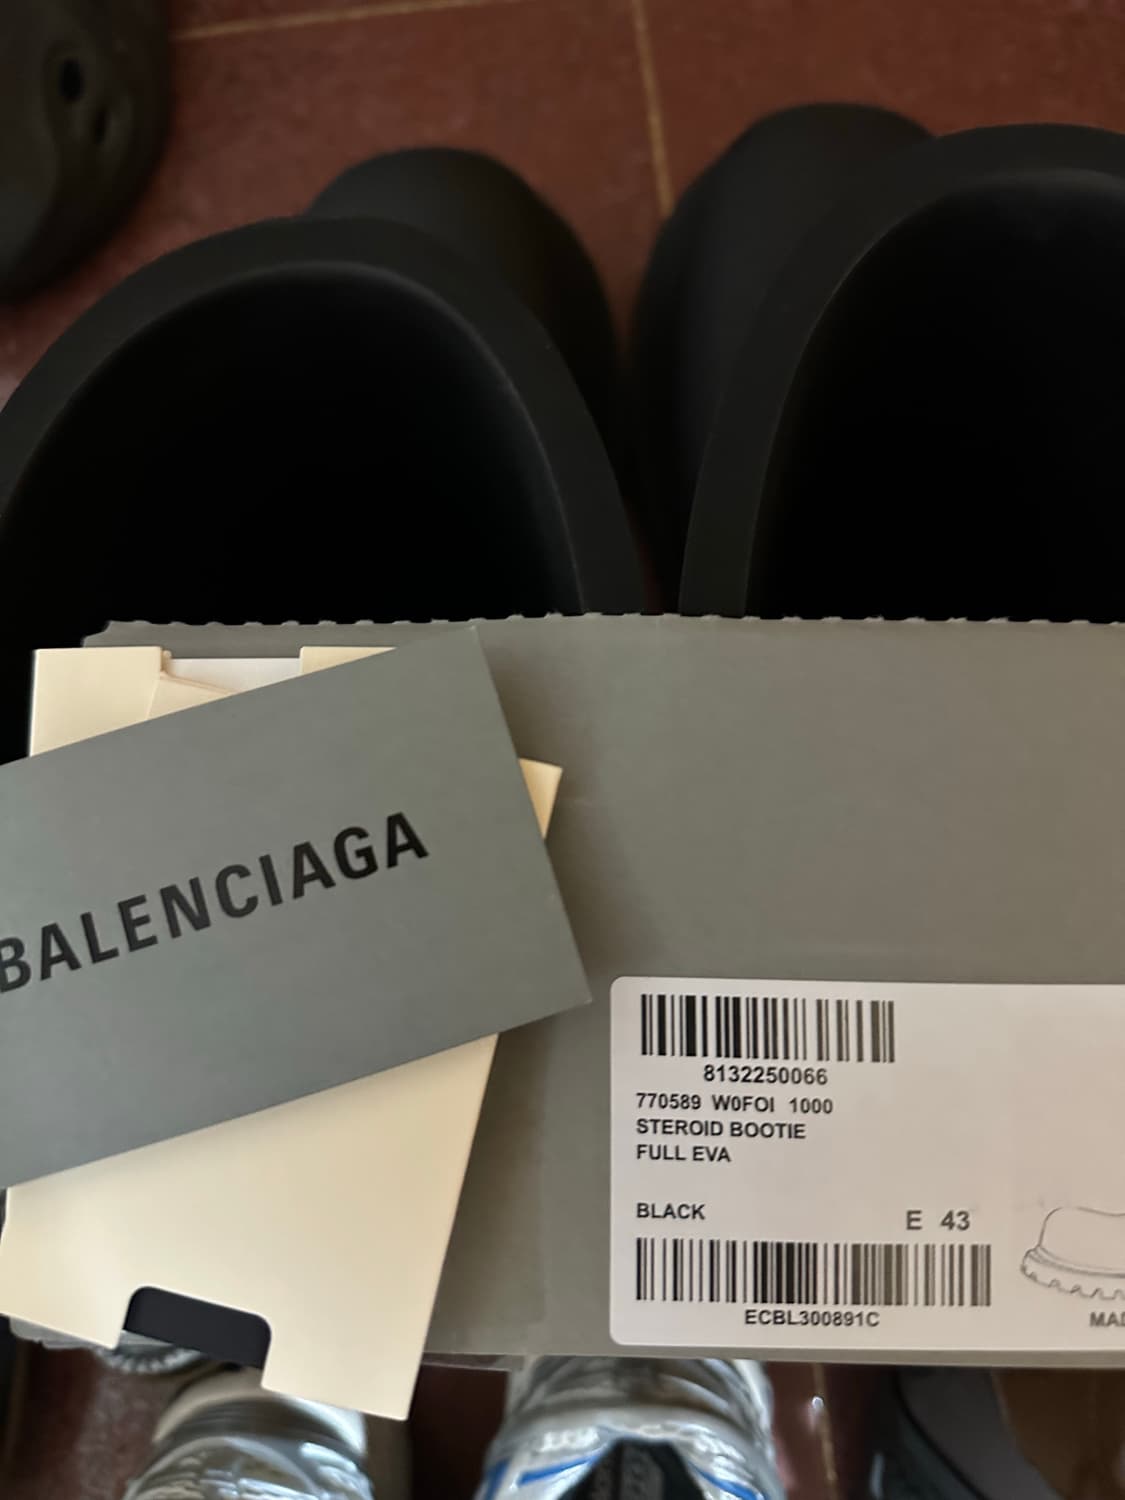 BALENCIAGA
8132250066
770589 W0FOI 1000
STEROID BOOTIE
FULL EVA
BLACK
E 43
ECBL300891C